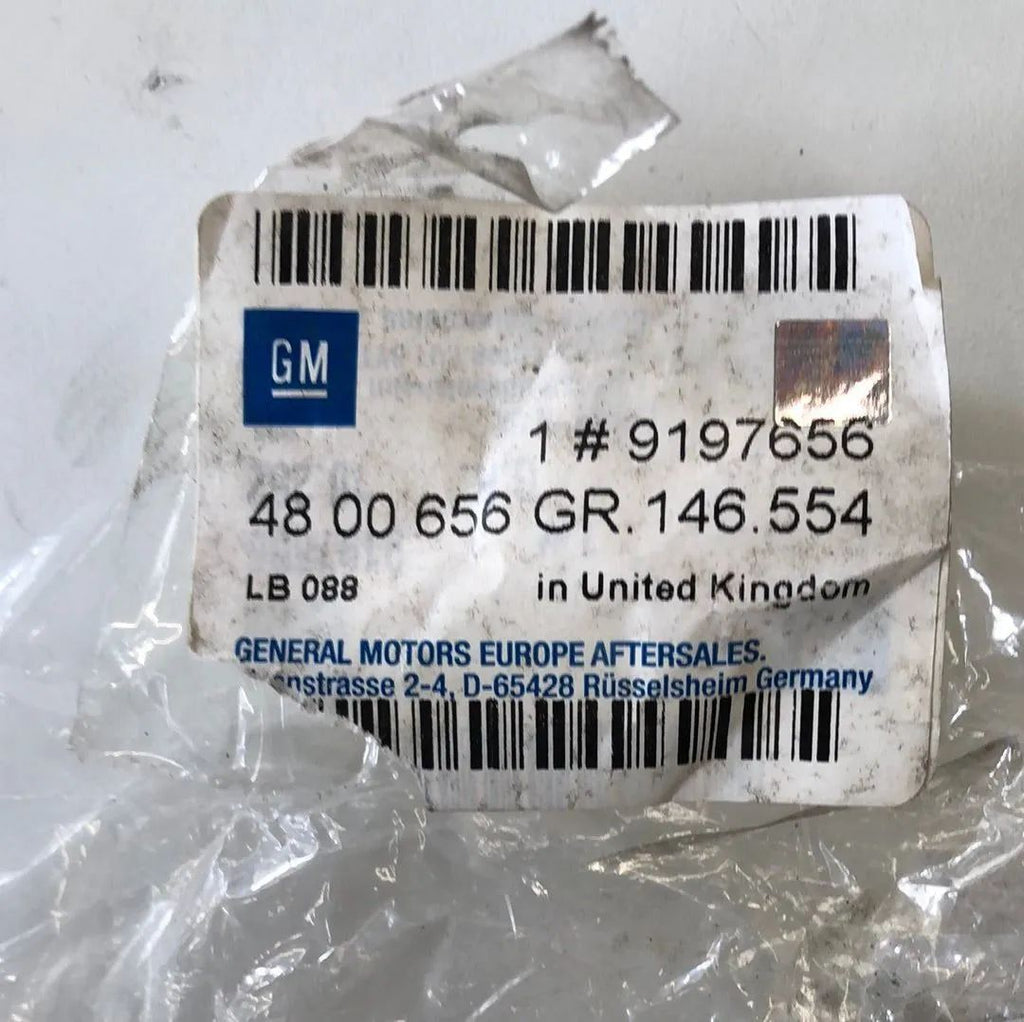 GM
1 # 9197656
48 00 656 GR. 146.554
LB 088 in United Kingdom
GENERAL MOTORS EUROPE AFTERSALES.
2-4, D-65428 Rüsselsheim Germany